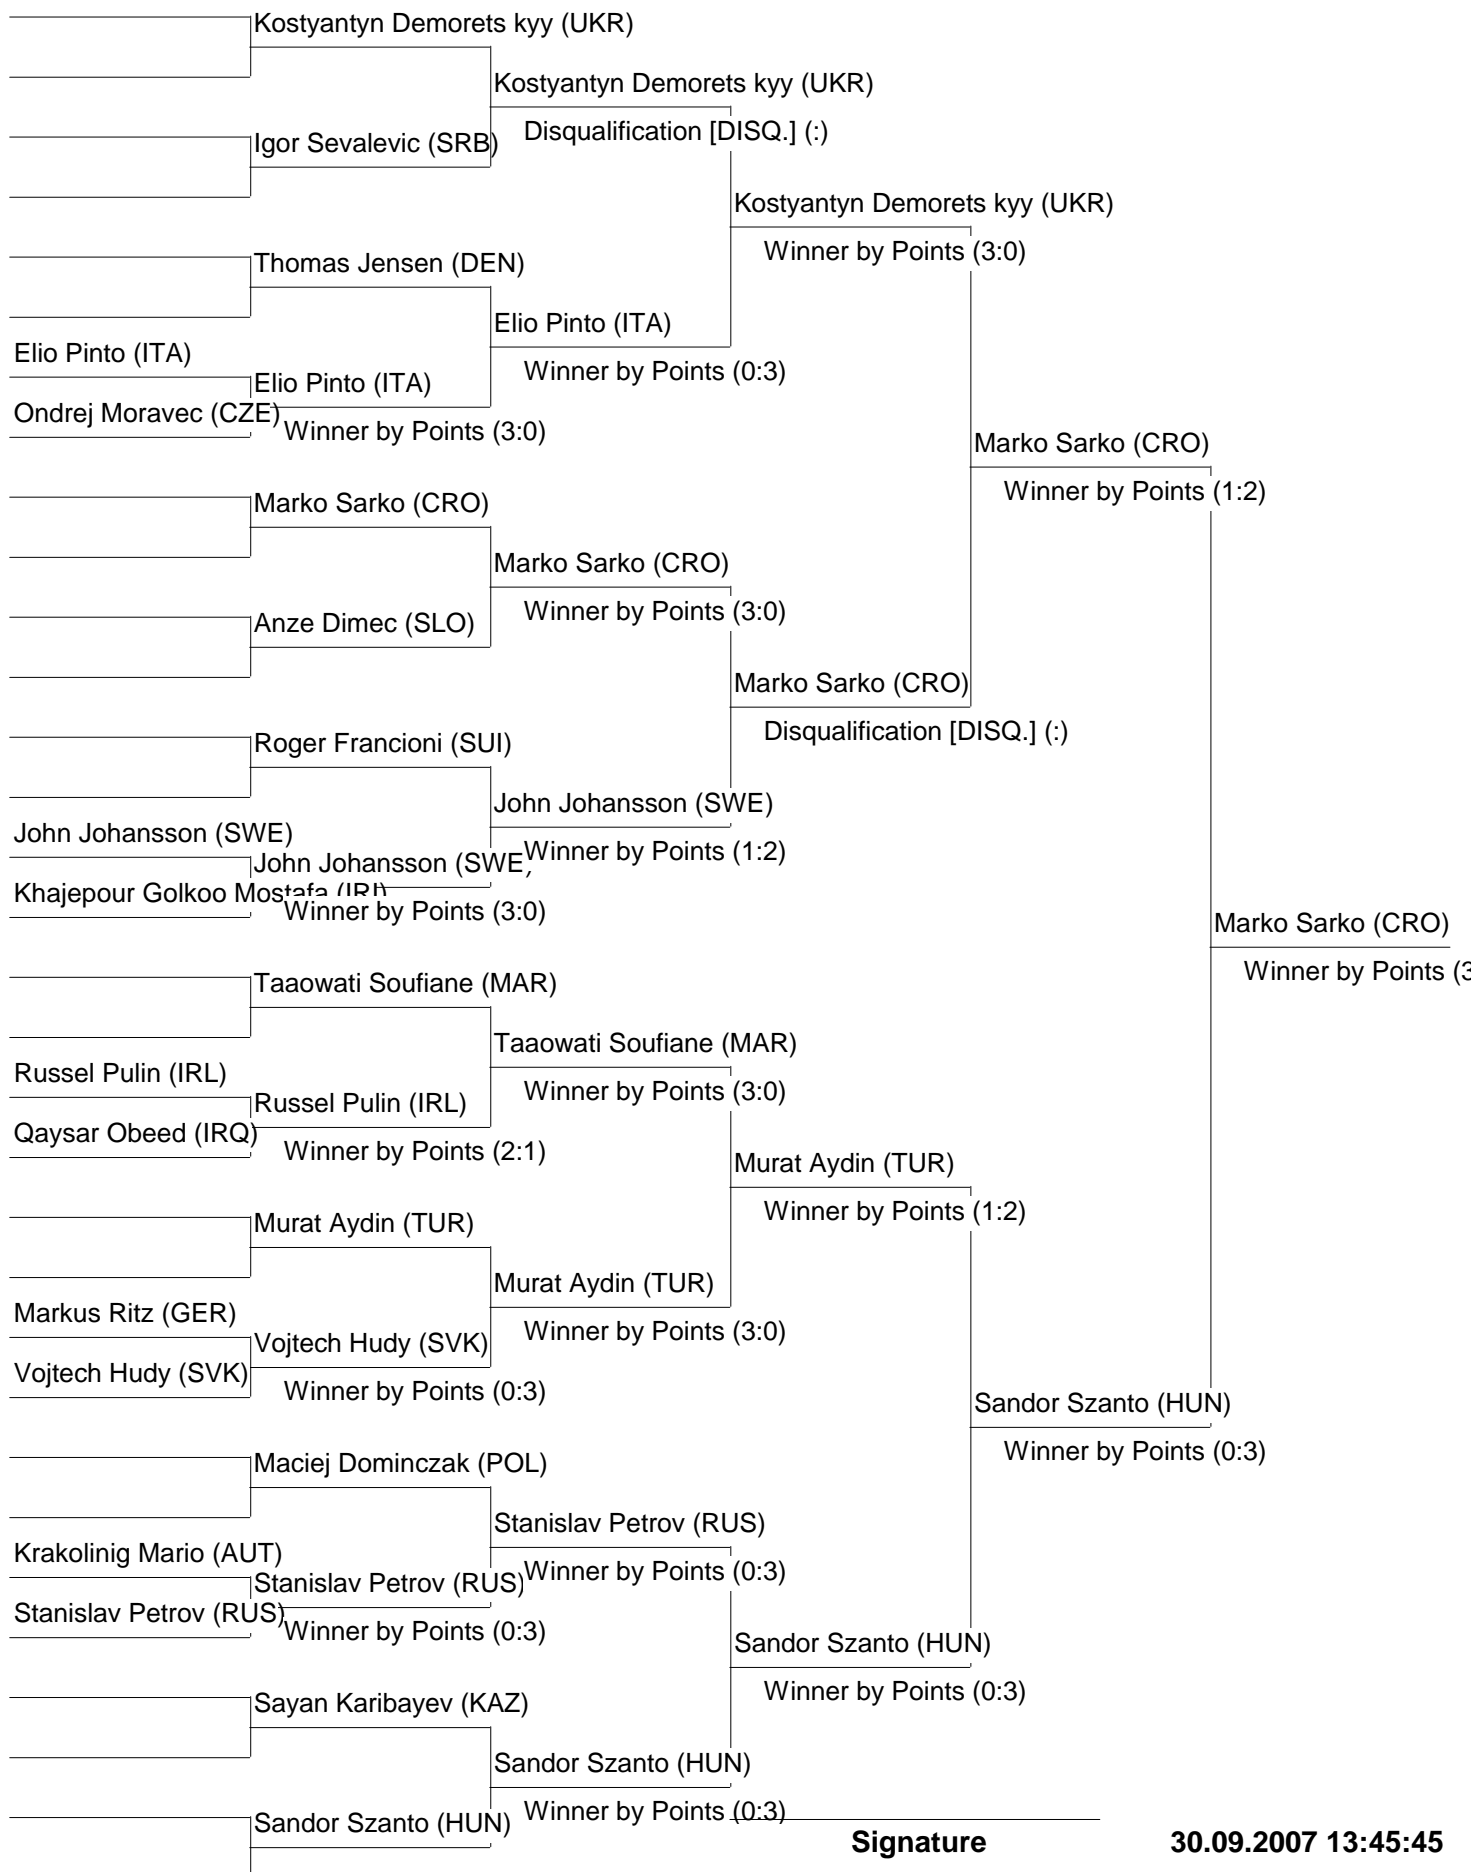 Kostyantyn Demorets kyy (UKR)
Kostyantyn Demorets kyy (UKR)
Disqualification [DISQ.] (:)
Igor Sevalevic (SRB)
Kostyantyn Demorets kyy (UKR)
Winner by Points (3:0)
Thomas Jensen (DEN)
Elio Pinto (ITA)
Elio Pinto (ITA)
Winner by Points (0:3)
Elio Pinto (ITA)
Ondrej Moravec (CZE)
Winner by Points (3:0)
Marko Sarko (CRO)
Winner by Points (1:2)
Marko Sarko (CRO)
Marko Sarko (CRO)
Winner by Points (3:0)
Anze Dimec (SLO)
Marko Sarko (CRO)
Disqualification [DISQ.] (:)
Roger Francioni (SUI)
John Johansson (SWE)
John Johansson (SWE)
Winner by Points (1:2)
John Johansson (SWE)
Khajepour Golkoo Mostafa (IRI)
Winner by Points (3:0)
Marko Sarko (CRO)
Winner by Points (3
Taaowati Soufiane (MAR)
Taaowati Soufiane (MAR)
Winner by Points (3:0)
Russel Pulin (IRL)
Russel Pulin (IRL)
Qaysar Obeed (IRQ)
Winner by Points (2:1)
Murat Aydin (TUR)
Winner by Points (1:2)
Murat Aydin (TUR)
Murat Aydin (TUR)
Winner by Points (3:0)
Markus Ritz (GER)
Vojtech Hudy (SVK)
Vojtech Hudy (SVK)
Winner by Points (0:3)
Sandor Szanto (HUN)
Winner by Points (0:3)
Maciej Dominczak (POL)
Stanislav Petrov (RUS)
Winner by Points (0:3)
Krakolinig Mario (AUT)
Stanislav Petrov (RUS)
Stanislav Petrov (RUS)
Winner by Points (0:3)
Sandor Szanto (HUN)
Winner by Points (0:3)
Sayan Karibayev (KAZ)
Sandor Szanto (HUN)
Winner by Points (0:3)
Sandor Szanto (HUN)
Signature
30.09.2007 13:45:45